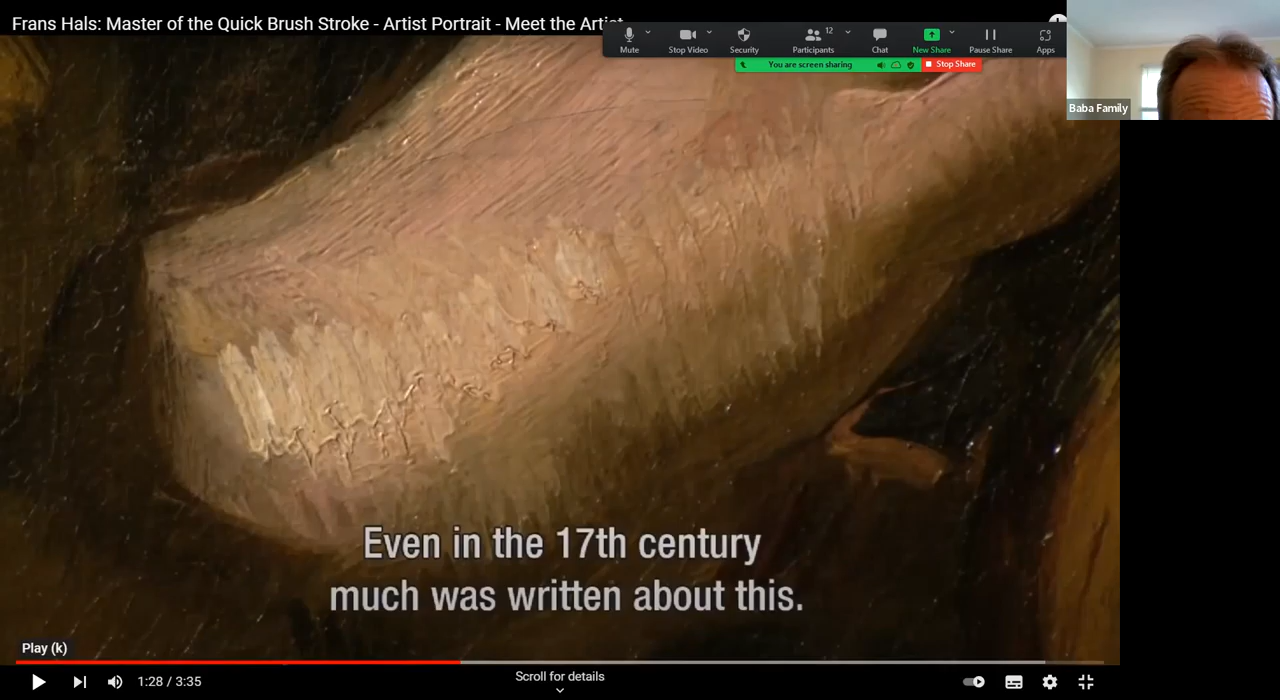 Frans Hals: Master of the Quick Brush Stroke - Artist Portrait - Meet the Artist
12
Mute
Stop Video
Security
Participants
Chat
New Share
Pause Share
Apps
You are screen sharing
Stop Share
Baba Family
Even in the 17th century
much was written about this.
Play (k)
1:28 / 3:35
Scroll for details